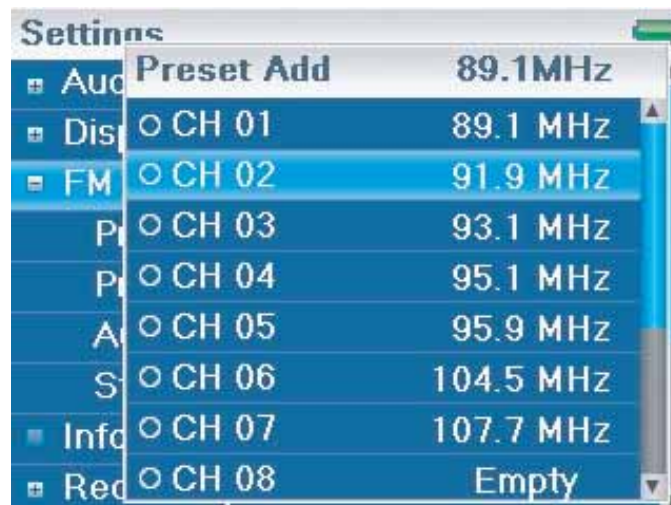 Settings
Preset Add 89.1MHz
CH 01 89.1 MHz
CH 02 91.9 MHz
FM
CH 03 93.1 MHz
CH 04 95.1 MHz
CH 05 95.9 MHz
CH 06 104.5 MHz
CH 07 107.7 MHz
CH 08 Empty